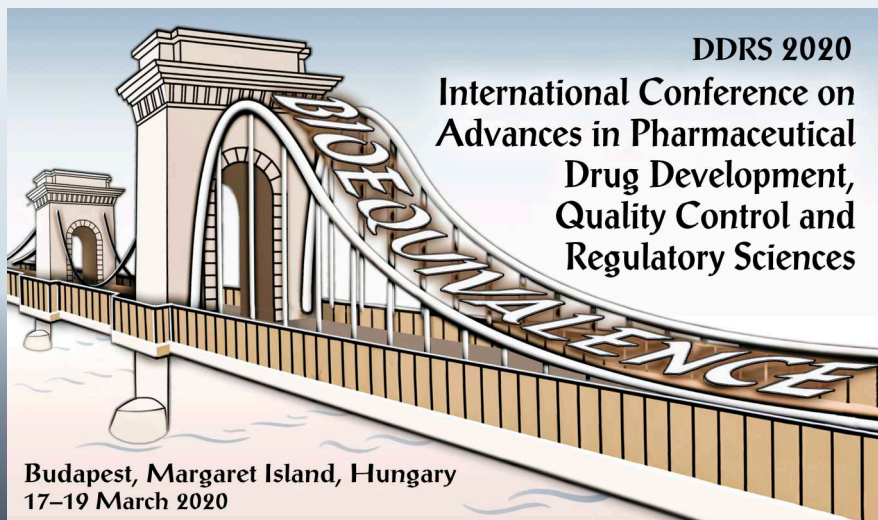 DDRS 2020
International Conference on
Advances in Pharmaceutical
Drug Development,
Quality Control and
Regulatory Sciences
BIOEQUIVALENCE
Budapest, Margaret Island, Hungary
17–19 March 2020